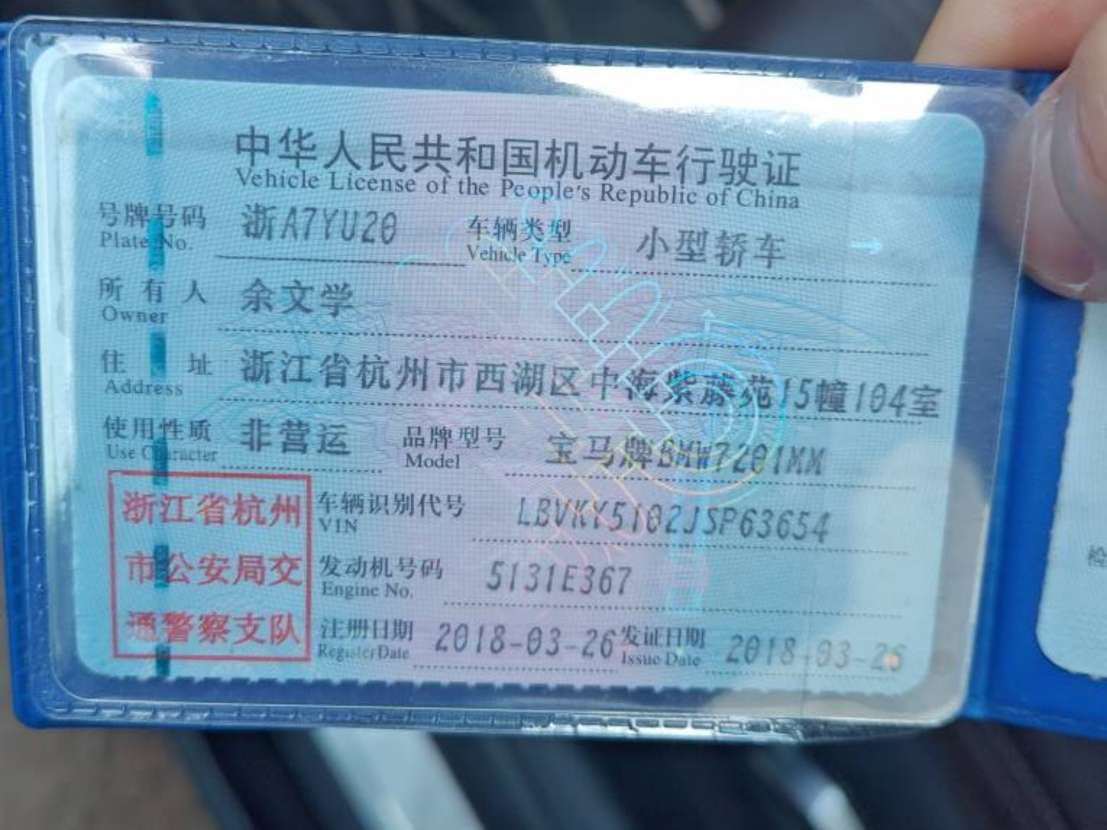 中华人民共和国机动车行驶证
Vehicle License of the People's Republic of China
号牌号码 浙A7YU20 车辆类型 小型轿车
Plate No. Vehicle Type
所有人 余文学
Owner
住址 浙江省杭州市西湖区中海紫藤苑15幢104室
Address
使用性质 非营运 品牌型号 宝马牌BMW7201MM
Use Character Model
浙江省杭州 车辆识别代号 LBVKY5102JSP63654
VIN
市公安局交 发动机号码 5131E367
Engine No.
通警察支队 注册日期 2018-03-26 发证日期 2018-03-26
Register Date Issue Date
检